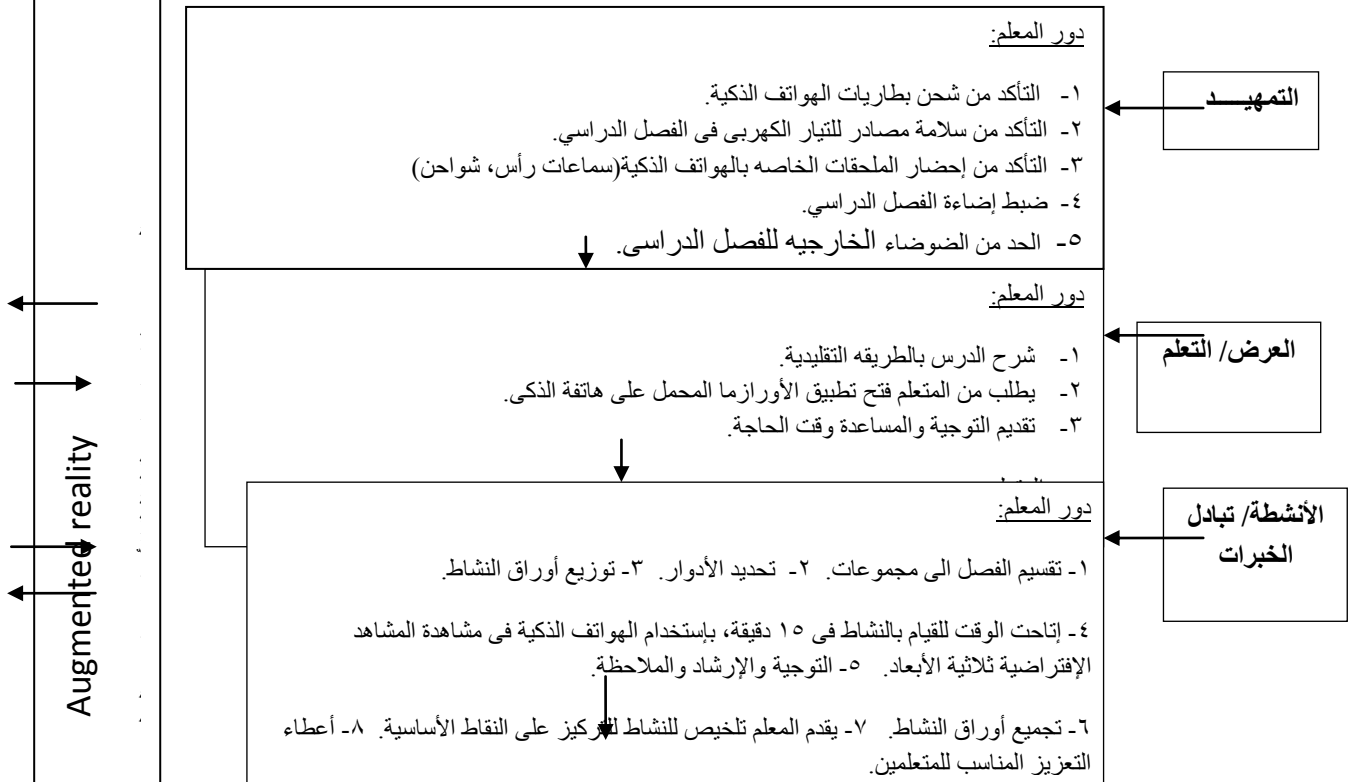 دور المعلم:
١- التأكد من شحن بطاريات الهواتف الذكية.
٢- التأكد من سلامة مصادر للتيار الكهربى فى الفصل الدراسي.
٣- التأكد من إحضار الملحقات الخاصه بالهواتف الذكية(سماعات رأس، شواحن)
٤- ضبط إضاءة الفصل الدراسي.
٥- الحد من الضوضاء الخارجيه للفصل الدراسى.
التمهيـــــد
دور المعلم:
١- شرح الدرس بالطريقه التقليدية.
٢- يطلب من المتعلم فتح تطبيق الأورازما المحمل على هاتفة الذكى.
٣- تقديم التوجية والمساعدة وقت الحاجة.
العرض/ التعلم
دور المعلم:
١- تقسيم الفصل الى مجموعات. ٢- تحديد الأدوار. ٣- توزيع أوراق النشاط.
٤- إتاحت الوقت للقيام بالنشاط فى ١٥ دقيقة، بإستخدام الهواتف الذكية فى مشاهدة المشاهد
الإفتراضية ثلاثية الأبعاد. ٥- التوجية والإرشاد والملاحظة.
٦- تجميع أوراق النشاط. ٧- يقدم المعلم تلخيص للنشاط للتركيز على النقاط الأساسية. ٨- أعطاء
التعزيز المناسب للمتعلمين.
الأنشطة/ تبادل
الخبرات
Augmented reality